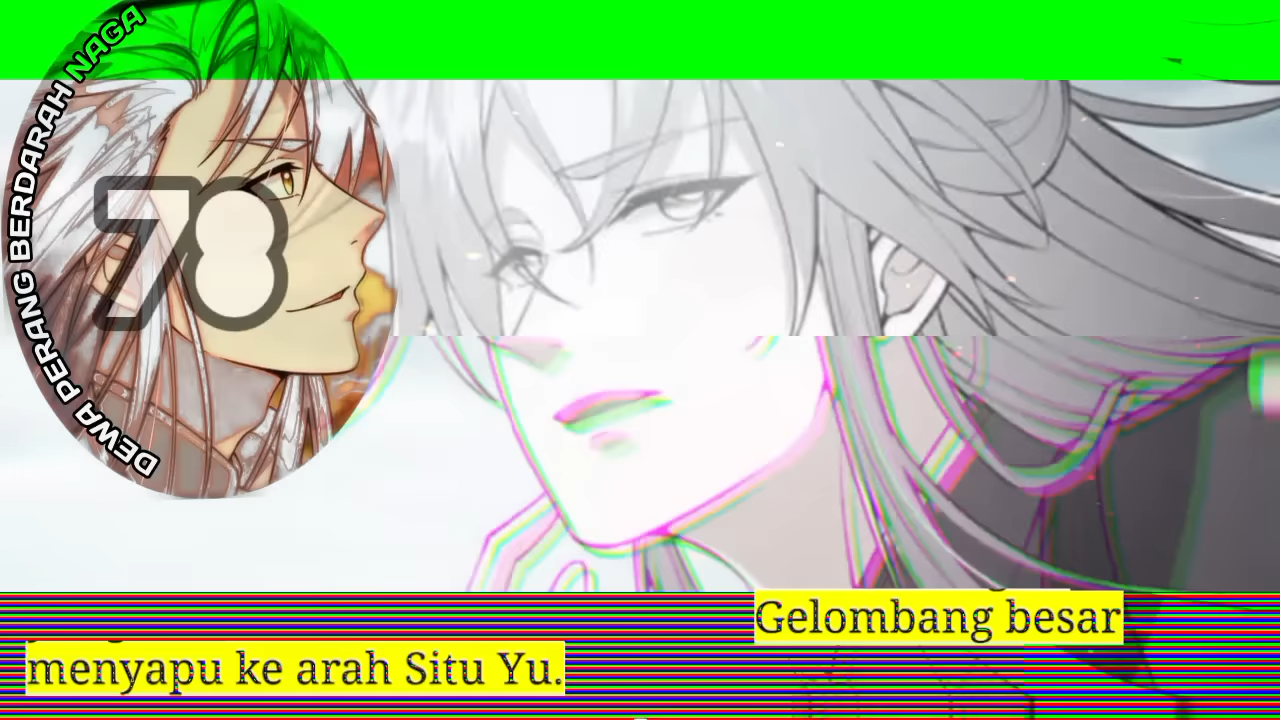 DEWA PERANG BERDARAH NAGA
78
Gelombang besar
menyapu ke arah Situ Yu.